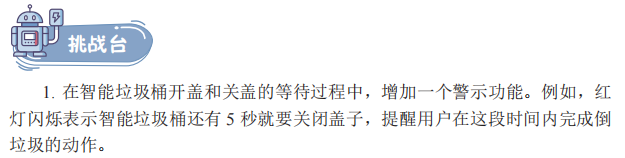 挑战台
1. 在智能垃圾桶开盖和关盖的等待过程中，增加一个警示功能。例如，红
灯闪烁表示智能垃圾桶还有 5 秒就要关闭盖子，提醒用户在这段时间内完成倒
垃圾的动作。